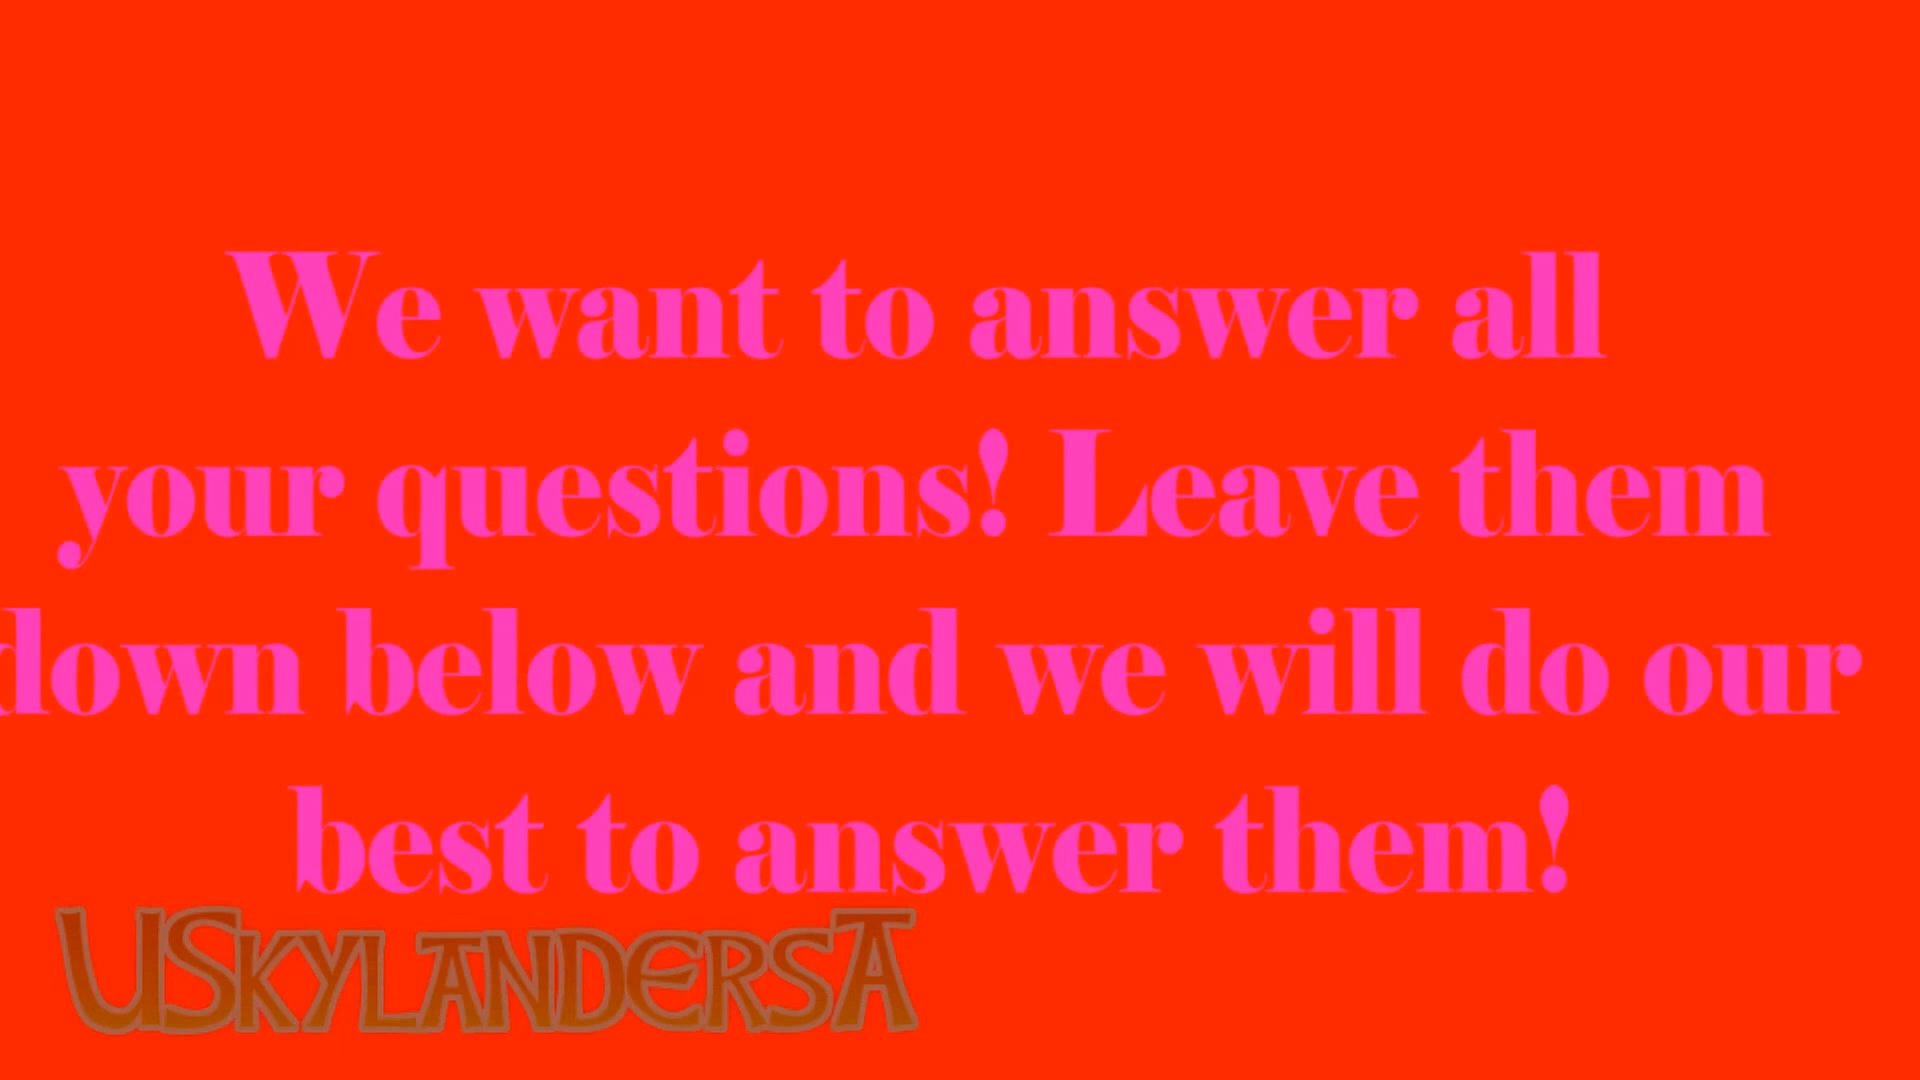 We want to answer all
your questions! Leave them
down below and we will do our
best to answer them!
USKYLANDERSA